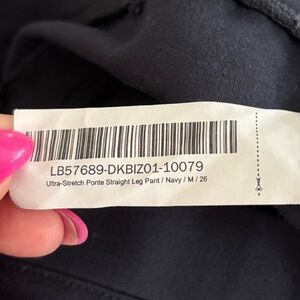 LB57689-DKBIZ01-10079
Ultra-Stretch Ponte Straight Leg Pant / Navy / M / 26